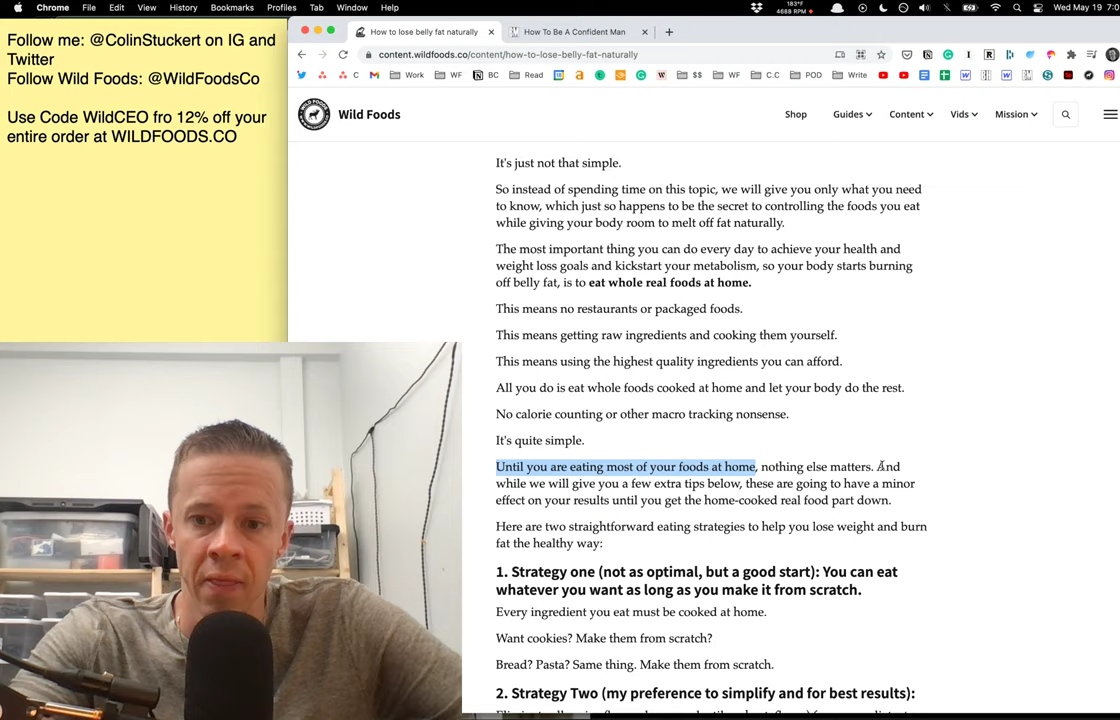 Chrome File Edit View History Bookmarks Profiles Tab Window Help
183°F
4688 RPM
Wed May 19 7:0
Follow me: @ColinStuckert on IG and
Twitter
Follow Wild Foods: @WildFoodsCo
Use Code WildCEO fro 12% off your
entire order at WILDFOODS.CO
How to lose belly fat naturally
How To Be A Confident Man
content.wildfoods.co/content/how-to-lose-belly-fat-naturally
C Work WF BC Read $$ WF C.C POD Write
WILD FOODS
Wild Foods
Shop Guides Content Vids Mission
It's just not that simple.
So instead of spending time on this topic, we will give you only what you need
to know, which just so happens to be the secret to controlling the foods you eat
while giving your body room to melt off fat naturally.
The most important thing you can do every day to achieve your health and
weight loss goals and kickstart your metabolism, so your body starts burning
off belly fat, is to eat whole real foods at home.
This means no restaurants or packaged foods.
This means getting raw ingredients and cooking them yourself.
This means using the highest quality ingredients you can afford.
All you do is eat whole foods cooked at home and let your body do the rest.
No calorie counting or other macro tracking nonsense.
It's quite simple.
Until you are eating most of your foods at home, nothing else matters. And
while we will give you a few extra tips below, these are going to have a minor
effect on your results until you get the home-cooked real food part down.
Here are two straightforward eating strategies to help you lose weight and burn
fat the healthy way:
1. Strategy one (not as optimal, but a good start): You can eat
whatever you want as long as you make it from scratch.
Every ingredient you eat must be cooked at home.
Want cookies? Make them from scratch?
Bread? Pasta? Same thing. Make them from scratch.
2. Strategy Two (my preference to simplify and for best results):